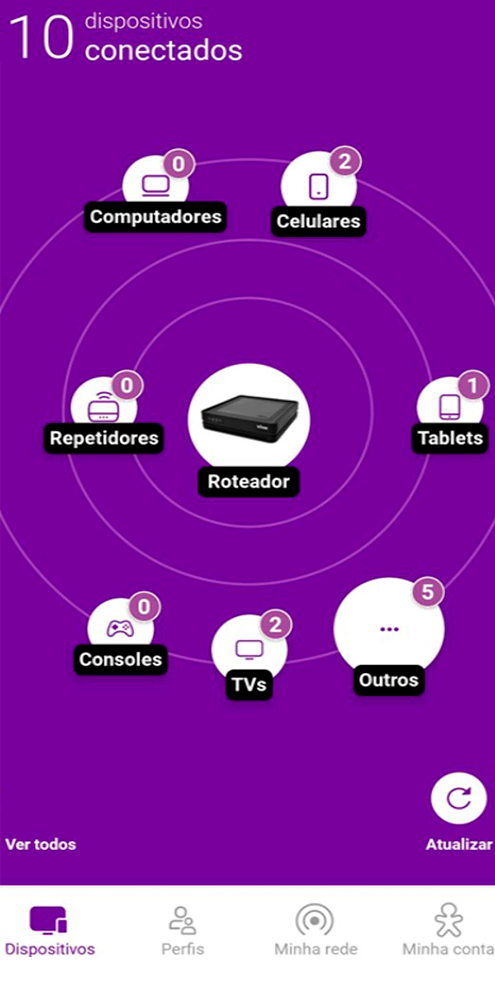 10 dispositivos
conectados
0
2
Computadores
Celulares
0
1
Repetidores
Tablets
vivo
Roteador
0
2
5
Consoles
TVs
Outros
Ver todos
Atualizar
Dispositivos
Perfis
Minha rede
Minha conta